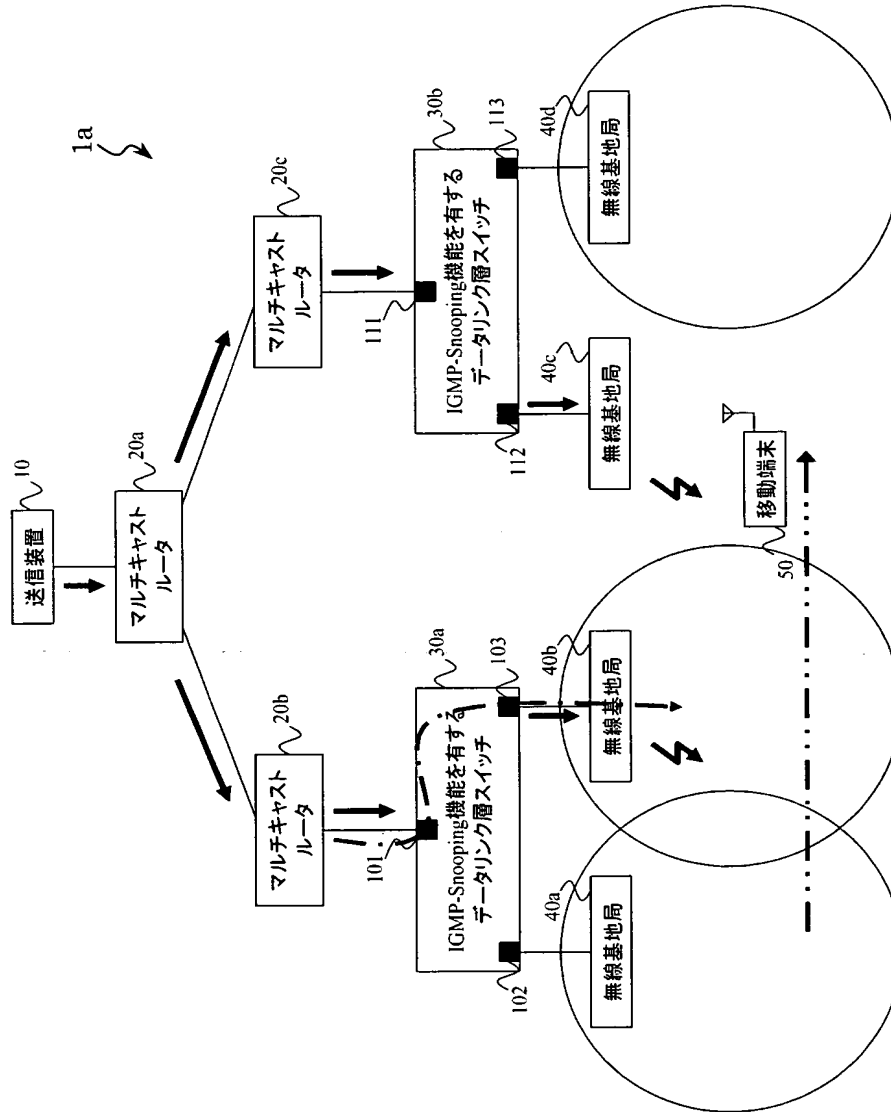 1a
10
送信装置
20a
マルチキャスト
ルータ
20b
マルチキャスト
ルータ
20c
マルチキャスト
ルータ
30a
101
IGMP-Snooping機能を有する
データリンク層スイッチ
102
103
30b
111
IGMP-Snooping機能を有する
データリンク層スイッチ
112
113
40a
無線基地局
40b
無線基地局
40c
無線基地局
40d
無線基地局
移動端末
50